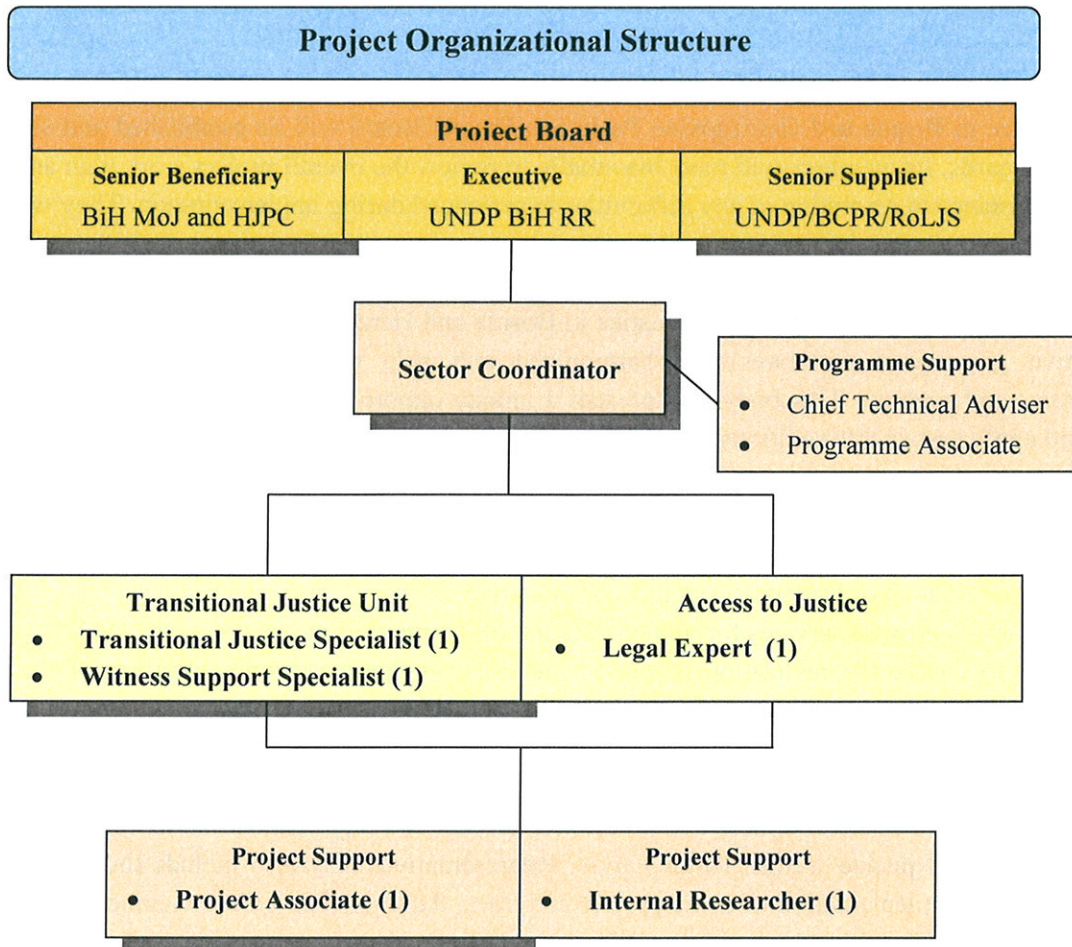 Project Organizational Structure
Project Board
Senior Beneficiary
BiH MoJ and HJPC
Executive
UNDP BiH RR
Senior Supplier
UNDP/BCPR/RoLJS
Sector Coordinator
Programme Support
• Chief Technical Adviser
• Programme Associate
Transitional Justice Unit
• Transitional Justice Specialist (1)
• Witness Support Specialist (1)
Access to Justice
• Legal Expert (1)
Project Support
• Project Associate (1)
Project Support
• Internal Researcher (1)